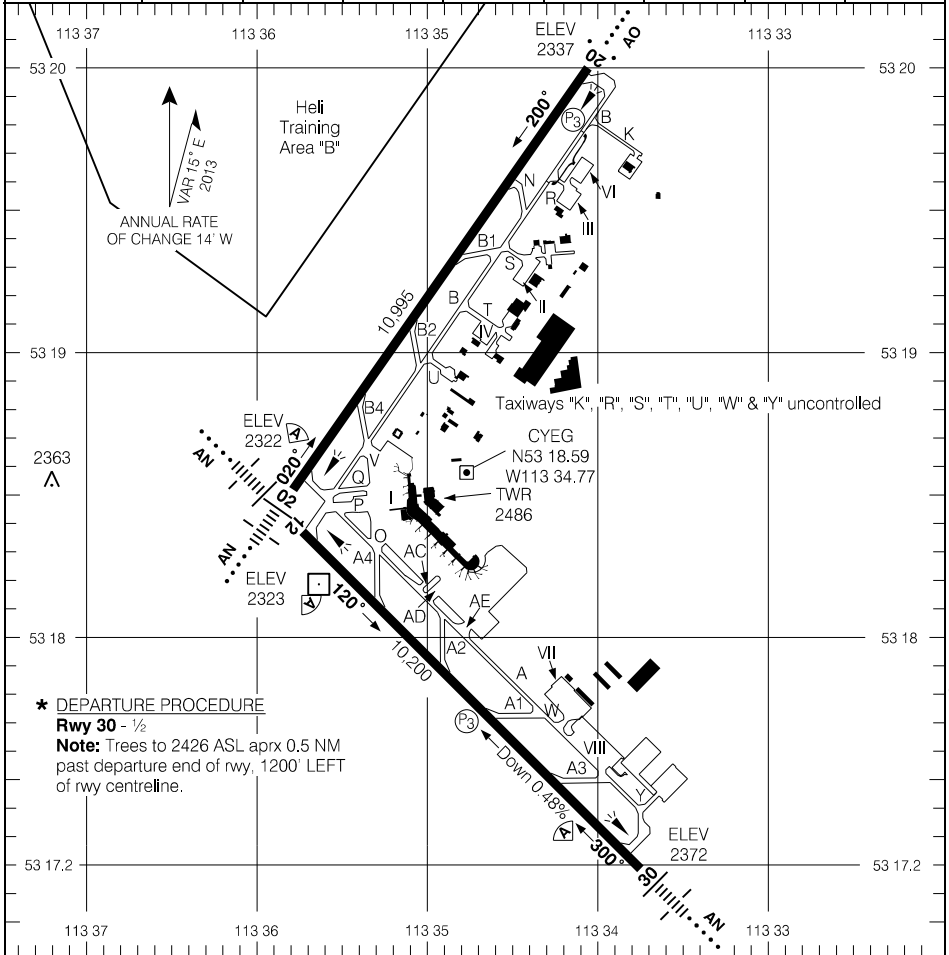 113 37
113 36
113 35
113 33
ELEV
2337
AO
20
53 20
53 20
200°
P3
B
K
VAR 15° E
2013
Heli
Training
Area "B"
N
R
VI
III
ANNUAL RATE
OF CHANGE 14' W
B1
S
II
B
T
10,995
B2
IV
53 19
53 19
U
Taxiways "K", "R", "S", "T", "U", "W" & "Y" uncontrolled
B4
ELEV
2322
A
CYEG
N53 18.59
W113 34.77
2363
AN
020°
02
V
Q
P
I
TWR
2486
12
O
AN
A4
AC
ELEV
2323
A
120°
AD
AE
53 18
53 18
10,200
A2
A
VII
A1
W
* DEPARTURE PROCEDURE
Rwy 30 - ½
Note: Trees to 2426 ASL aprx 0.5 NM
past departure end of rwy, 1200' LEFT
of rwy centreline.
P3
VIII
Down 0.48%
A3
Y
A
300°
ELEV
2372
53 17.2
53 17.2
30
AN
113 37
113 36
113 35
113 34
113 33